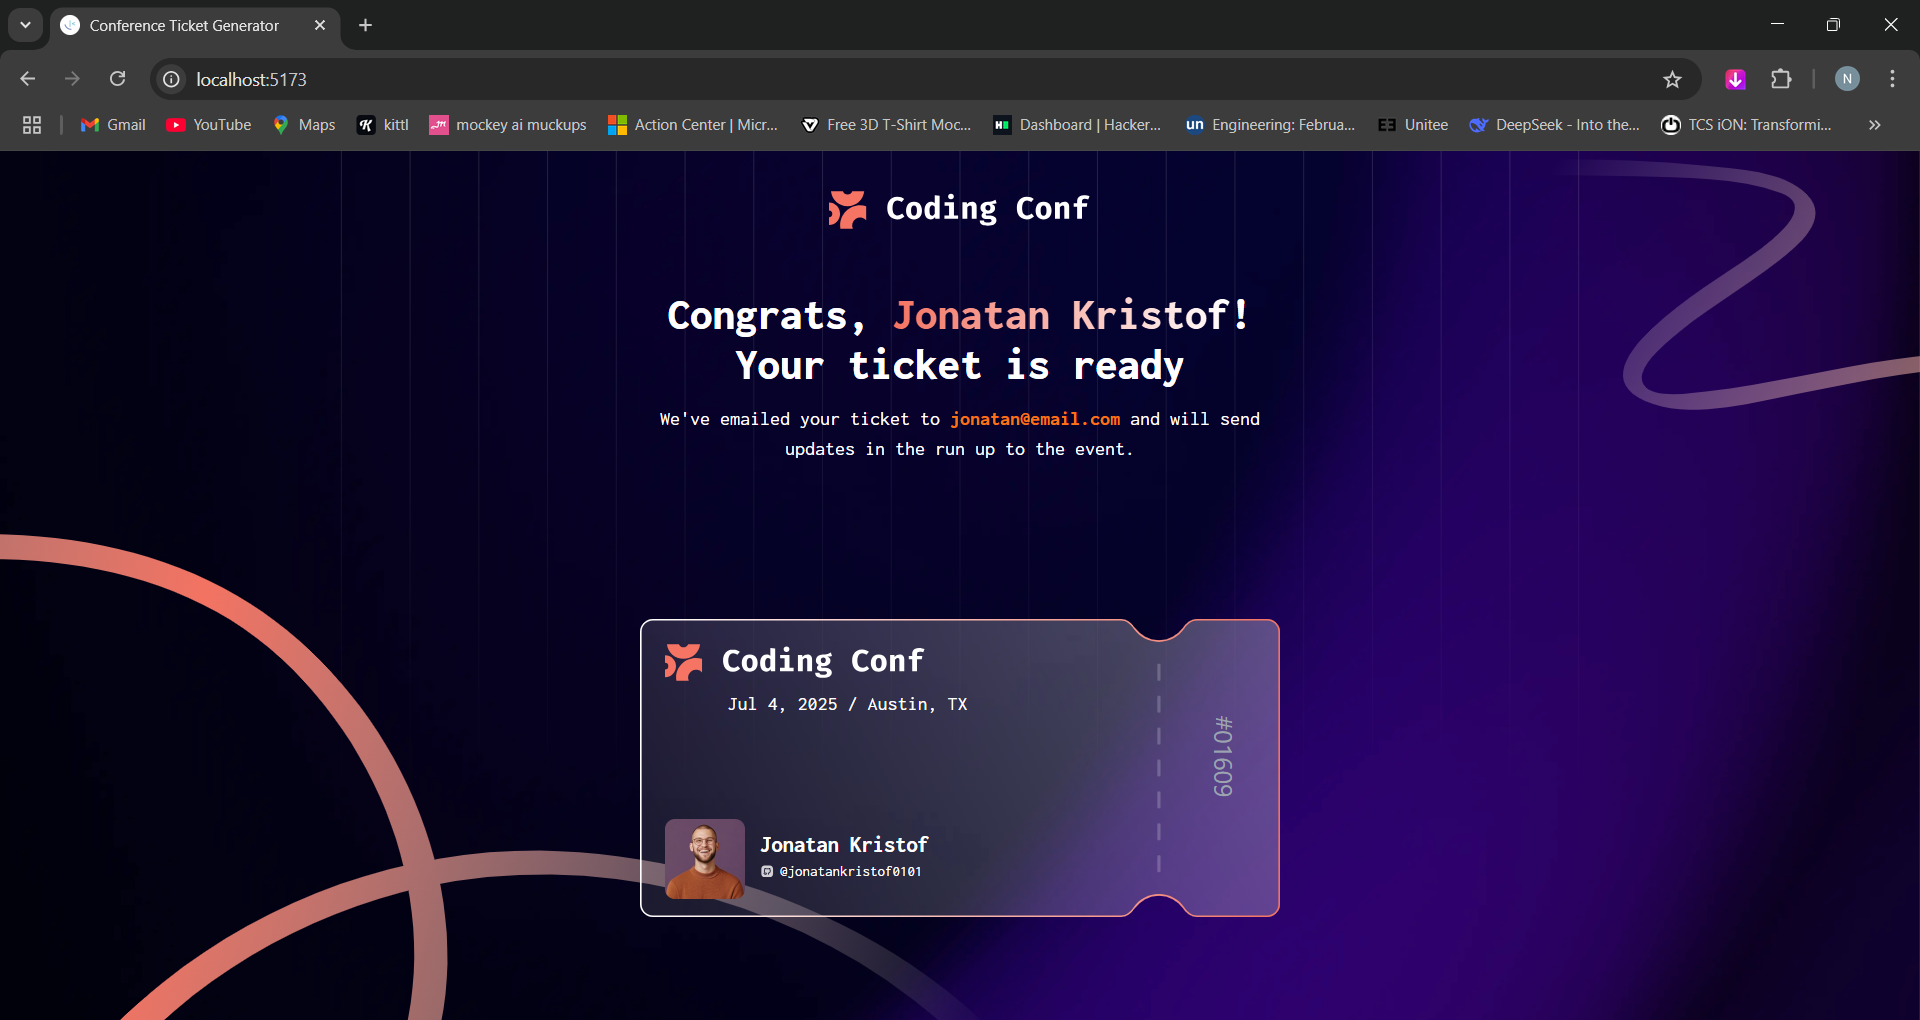 Conference Ticket Generator
localhost:5173
N
Gmail
YouTube
Maps
kittl
mockey ai muckups
Action Center | Micr...
Free 3D T-Shirt Moc...
Dashboard | Hacker...
un Engineering: Februa...
Unitee
DeepSeek - Into the...
TCS iON: Transformi...
Coding Conf
Congrats, Jonatan Kristof!
Your ticket is ready
We've emailed your ticket to jonatan@email.com and will send
updates in the run up to the event.
Coding Conf
Jul 4, 2025 / Austin, TX
#01609
Jonatan Kristof
@jonatankristof0101